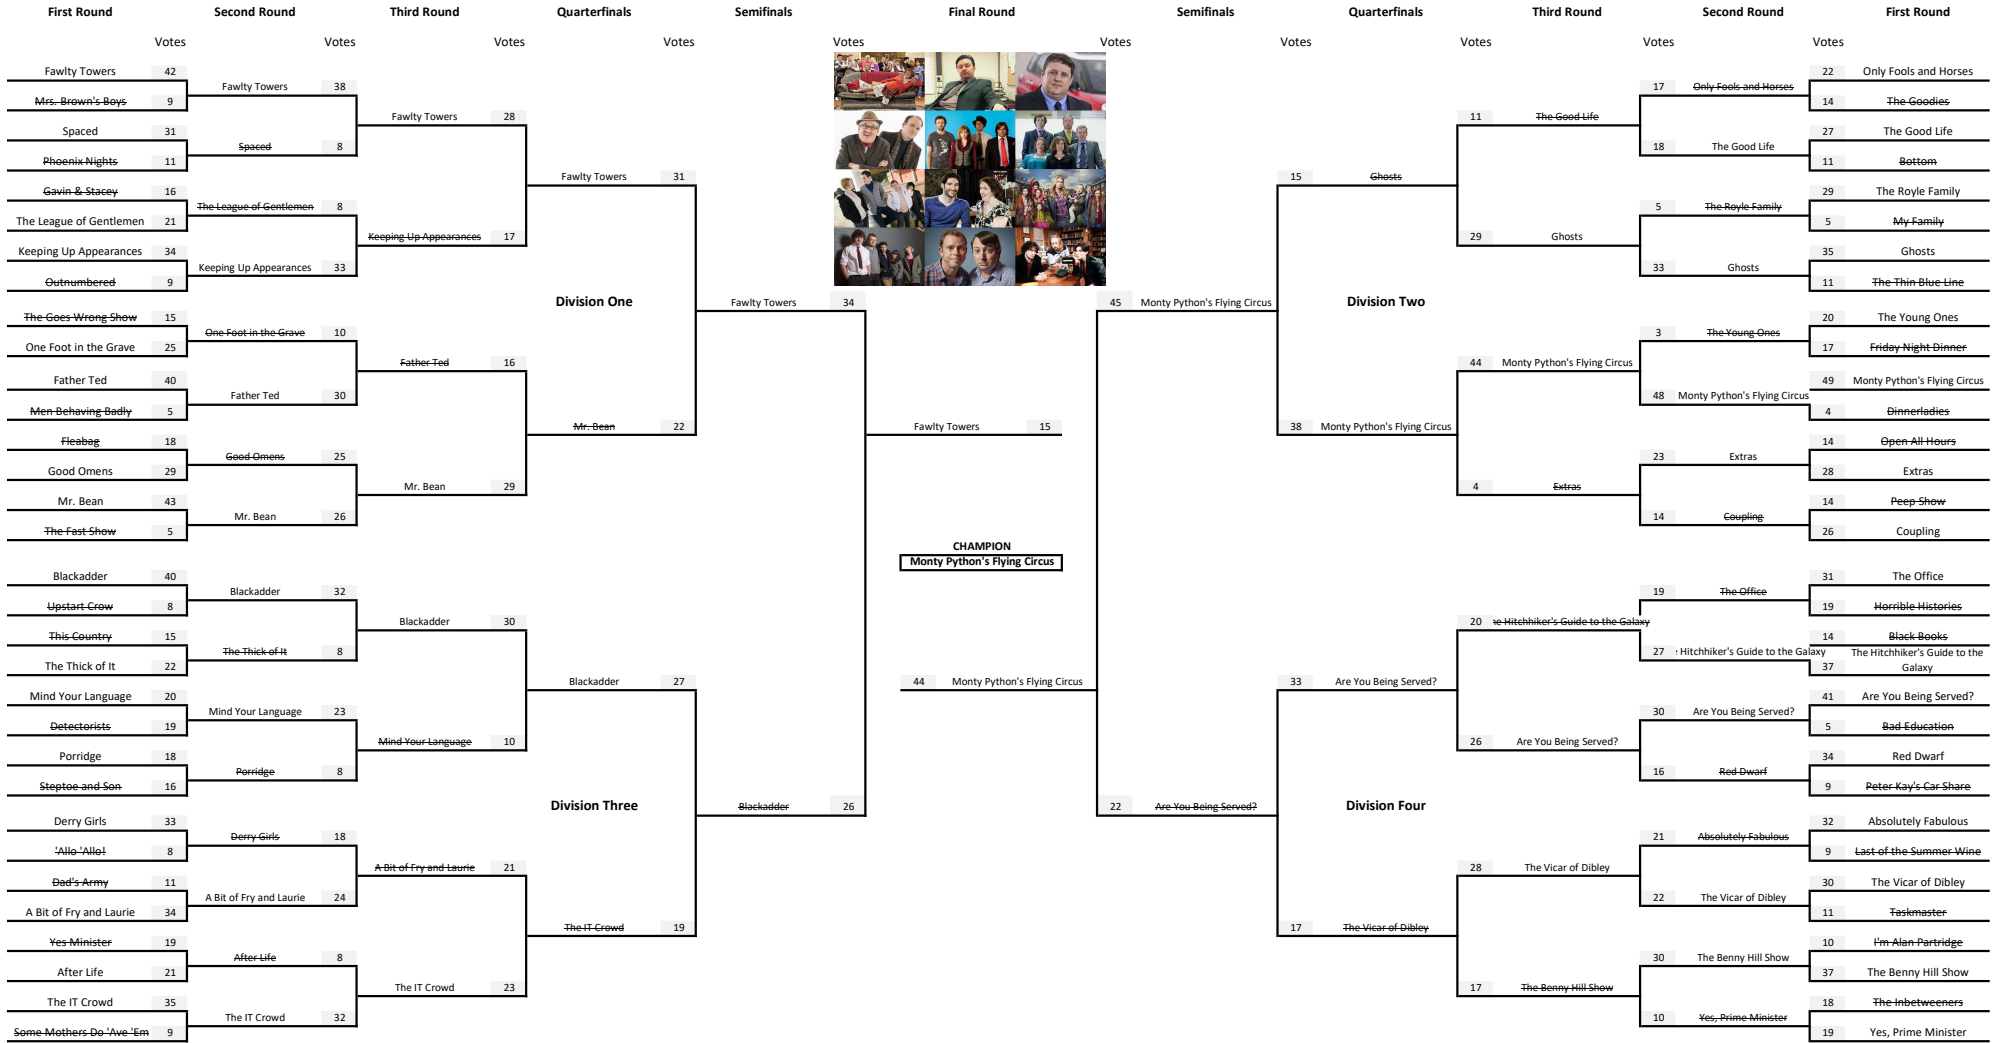 First Round Second Round Third Round Quarterfinals Semifinals Final Round Semifinals Quarterfinals Third Round Second Round First Round
Votes Votes Votes Votes Votes Votes Votes Votes Votes Votes
Fawlty Towers 42
Mrs. Brown's Boys 9
Spaced 31
Phoenix Nights 11
Gavin & Stacey 16
The League of Gentlemen 21
Keeping Up Appearances 34
Outnumbered 9
The Goes Wrong Show 15
One Foot in the Grave 25
Father Ted 40
Men Behaving Badly 5
Fleabag 18
Good Omens 29
Mr. Bean 43
The Fast Show 5
Blackadder 40
Upstart Crow 8
This Country 15
The Thick of It 22
Mind Your Language 20
Detectorists 19
Porridge 18
Steptoe and Son 16
Derry Girls 33
'Allo 'Allo! 8
Dad's Army 11
A Bit of Fry and Laurie 34
Yes Minister 19
After Life 21
The IT Crowd 35
Some Mothers Do 'Ave 'Em 9
Fawlty Towers 38
Spaced 8
The League of Gentlemen 8
Keeping Up Appearances 33
One Foot in the Grave 10
Father Ted 30
Good Omens 25
Mr. Bean 26
Blackadder 32
The Thick of It 8
Mind Your Language 23
Porridge 8
Derry Girls 18
A Bit of Fry and Laurie 24
After Life 8
The IT Crowd 32
Fawlty Towers 28
Keeping Up Appearances 17
Father Ted 16
Mr. Bean 29
Blackadder 30
Mind Your Language 10
A Bit of Fry and Laurie 21
The IT Crowd 23
Fawlty Towers 31
Division One
Mr. Bean 22
Blackadder 27
Division Three
The IT Crowd 19
Fawlty Towers 34
Blackadder 26
Fawlty Towers 15
CHAMPION
Monty Python's Flying Circus
44 Monty Python's Flying Circus
45 Monty Python's Flying Circus
22 Are You Being Served?
15 Ghosts
Division Two
38 Monty Python's Flying Circus
33 Are You Being Served?
Division Four
17 The Vicar of Dibley
11 The Good Life
29 Ghosts
44 Monty Python's Flying Circus
4 Extras
20 e Hitchhiker's Guide to the Galaxy
26 Are You Being Served?
28 The Vicar of Dibley
17 The Benny Hill Show
17 Only Fools and Horses
18 The Good Life
5 The Royle Family
33 Ghosts
3 The Young Ones
48 Monty Python's Flying Circus
23 Extras
14 Coupling
19 The Office
27 Hitchhiker's Guide to the Galaxy
30 Are You Being Served?
16 Red Dwarf
21 Absolutely Fabulous
22 The Vicar of Dibley
30 The Benny Hill Show
10 Yes, Prime Minister
22 Only Fools and Horses
14 The Goodies
27 The Good Life
11 Bottom
29 The Royle Family
5 My Family
35 Ghosts
11 The Thin Blue Line
20 The Young Ones
17 Friday Night Dinner
49 Monty Python's Flying Circus
4 Dinnerladies
14 Open All Hours
28 Extras
14 Peep Show
26 Coupling
31 The Office
19 Horrible Histories
14 Black Books
The Hitchhiker's Guide to the
37 Galaxy
41 Are You Being Served?
5 Bad Education
34 Red Dwarf
9 Peter Kay's Car Share
32 Absolutely Fabulous
9 Last of the Summer Wine
30 The Vicar of Dibley
11 Taskmaster
10 I'm Alan Partridge
37 The Benny Hill Show
18 The Inbetweeners
19 Yes, Prime Minister